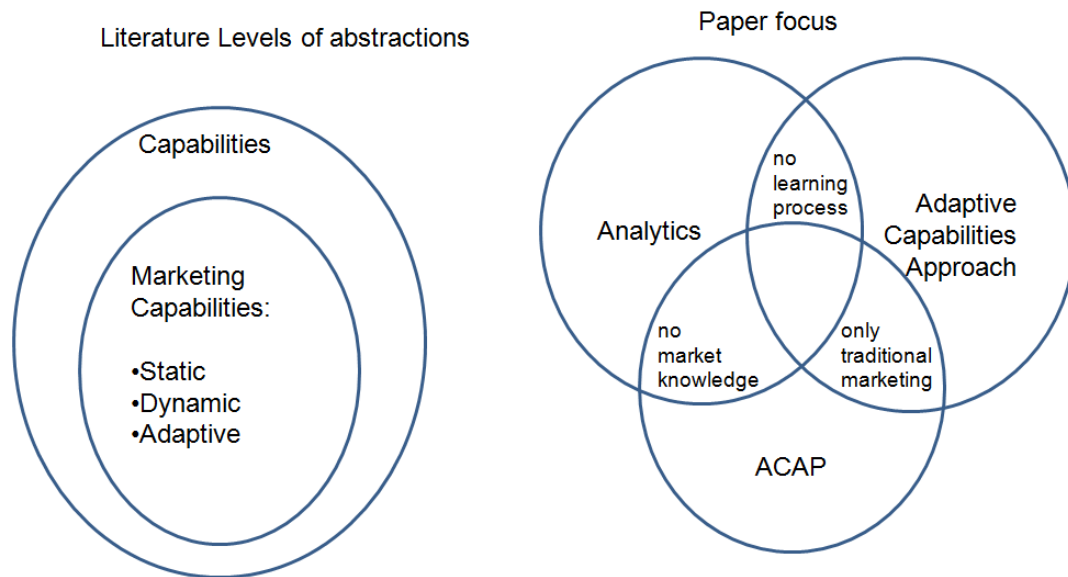 Literature Levels of abstractions
Capabilities
Marketing
Capabilities:
•Static
•Dynamic
•Adaptive
Paper focus
Analytics
no
learning
process
Adaptive
Capabilities
Approach
no
market
knowledge
only
traditional
marketing
ACAP